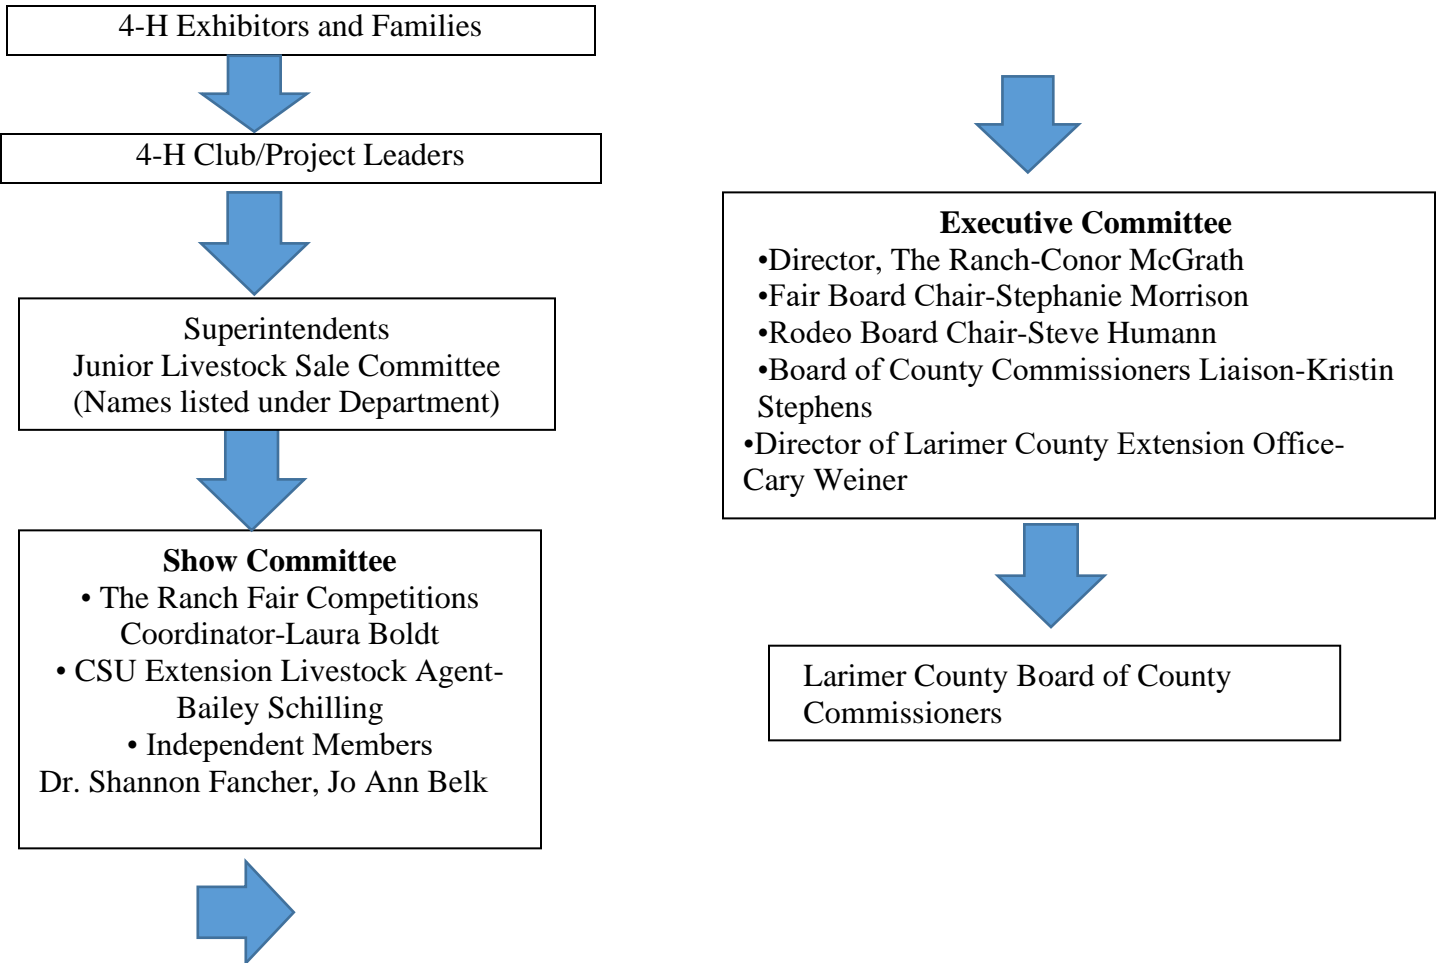 4-H Exhibitors and Families
4-H Club/Project Leaders
Superintendents
Junior Livestock Sale Committee
(Names listed under Department)
Show Committee
• The Ranch Fair Competitions
Coordinator-Laura Boldt
• CSU Extension Livestock Agent-
Bailey Schilling
• Independent Members
Dr. Shannon Fancher, Jo Ann Belk
Executive Committee
•Director, The Ranch-Conor McGrath
•Fair Board Chair-Stephanie Morrison
•Rodeo Board Chair-Steve Humann
•Board of County Commissioners Liaison-Kristin
Stephens
•Director of Larimer County Extension Office-
Cary Weiner
Larimer County Board of County
Commissioners